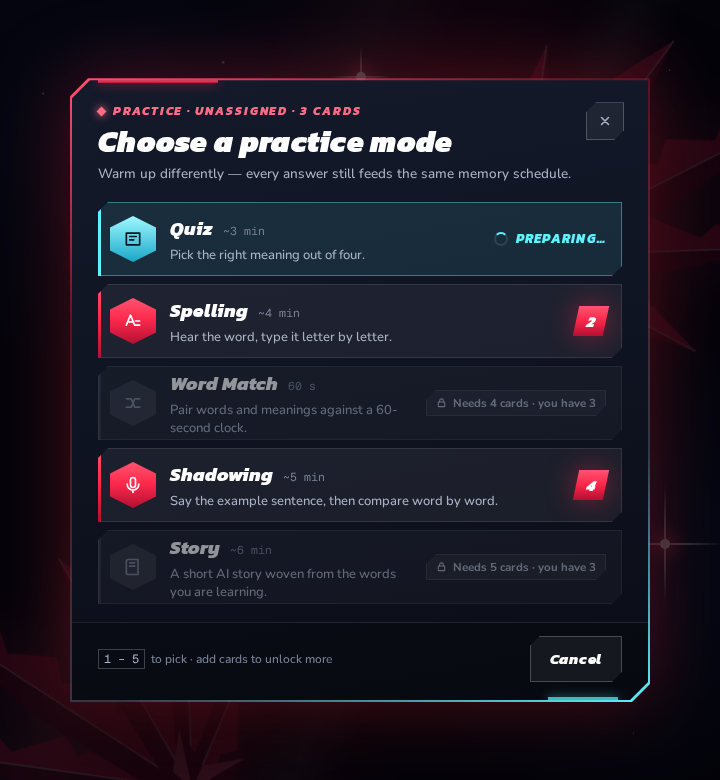 PRACTICE · UNASSIGNED · 3 CARDS
Choose a practice mode
Warm up differently — every answer still feeds the same memory schedule.
Quiz ~3 min
Pick the right meaning out of four.
PREPARING…
Spelling ~4 min
Hear the word, type it letter by letter.
2
Word Match 60 s
Pair words and meanings against a 60-
second clock.
Needs 4 cards · you have 3
Shadowing ~5 min
Say the example sentence, then compare word by word.
4
Story ~6 min
A short AI story woven from the words
you are learning.
Needs 5 cards · you have 3
1 – 5 to pick · add cards to unlock more
Cancel